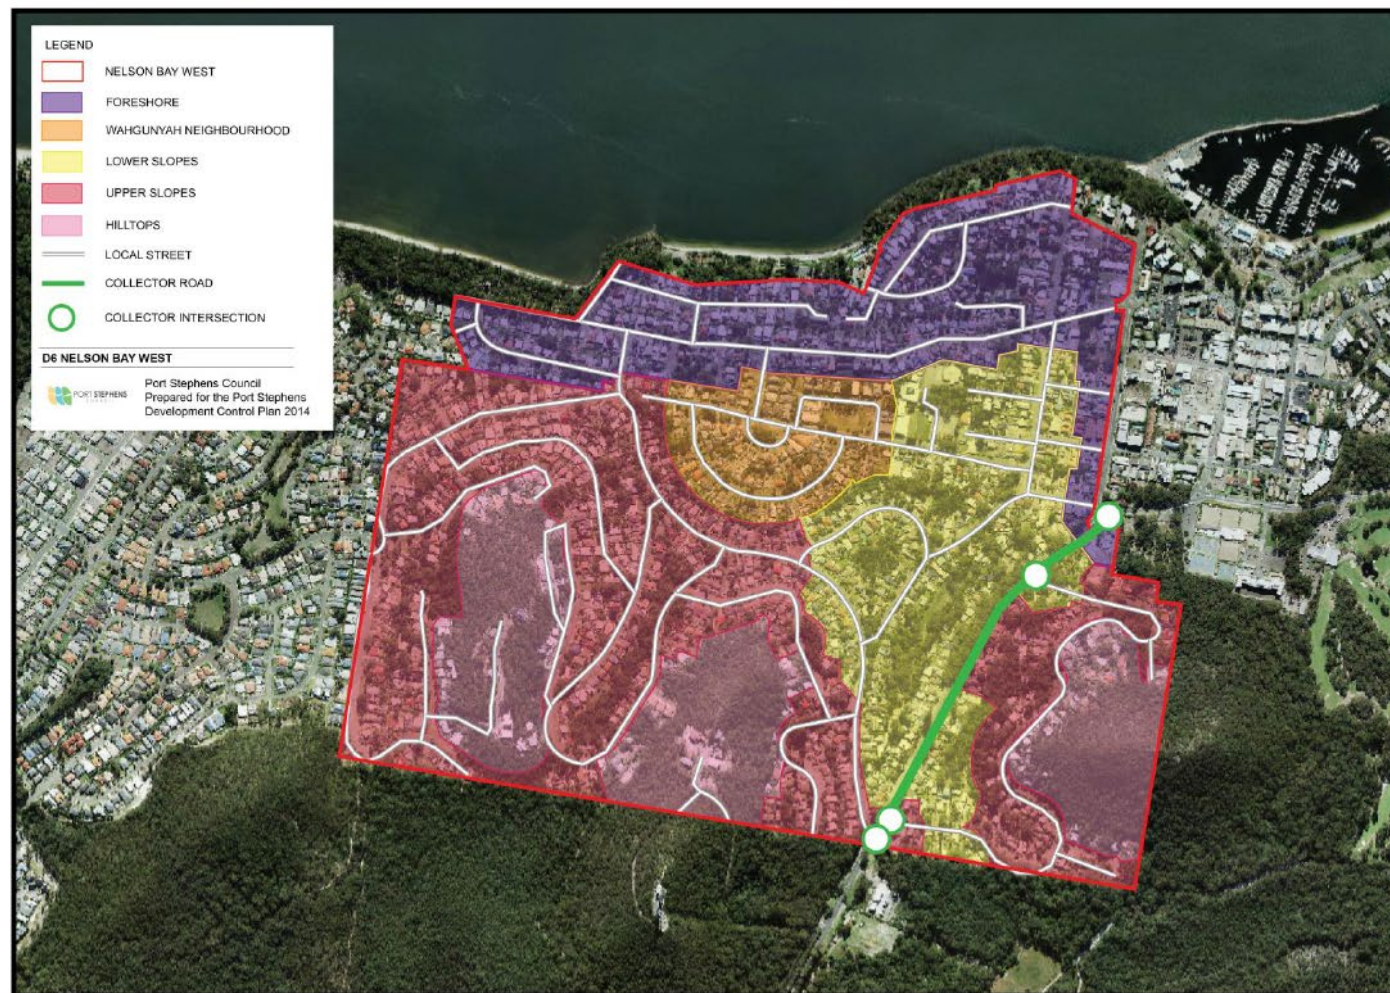 LEGEND
NELSON BAY WEST
FORESHORE
WAHGUNYAH NEIGHBOURHOOD
LOWER SLOPES
UPPER SLOPES
HILLTOPS
LOCAL STREET
COLLECTOR ROAD
COLLECTOR INTERSECTION
D6 NELSON BAY WEST
PORT STEPHENS
COUNCIL
Port Stephens Council
Prepared for the Port Stephens
Development Control Plan 2014